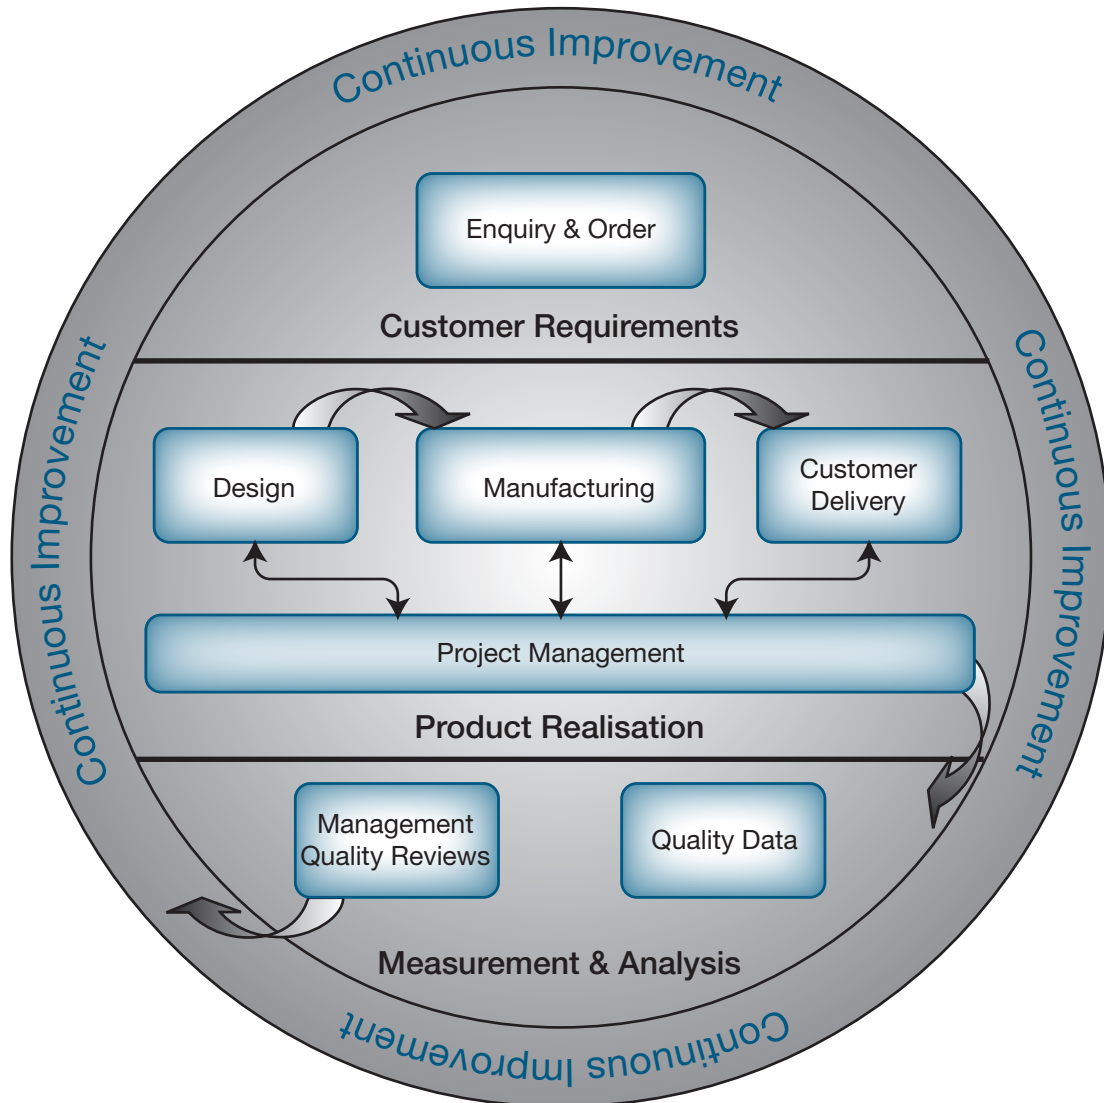 Continuous Improvement
Enquiry & Order
Customer Requirements
Continuous Improvement
Continuous Improvement
Design
Manufacturing
Customer
Delivery
Project Management
Product Realisation
Management
Quality Reviews
Quality Data
Measurement & Analysis
Continuous Improvement